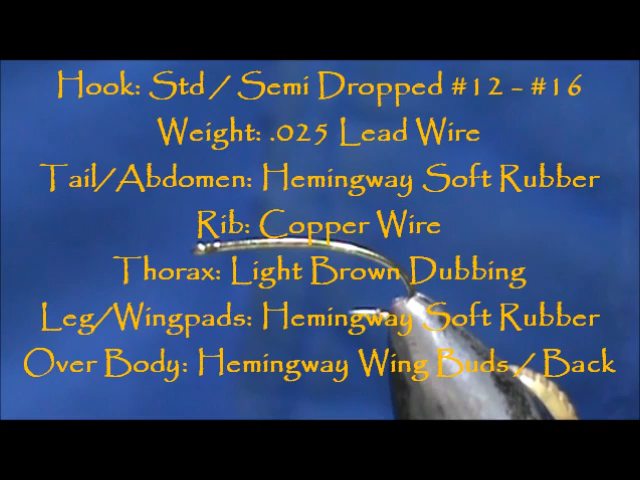 Hook: Std / Semi Dropped #12 - #16
Weight: .025 Lead Wire
Tail/Abdomen: Hemingway Soft Rubber
Rib: Copper Wire
Thorax: Light Brown Dubbing
Leg/Wingpads: Hemingway Soft Rubber
Over Body: Hemingway Wing Buds / Back